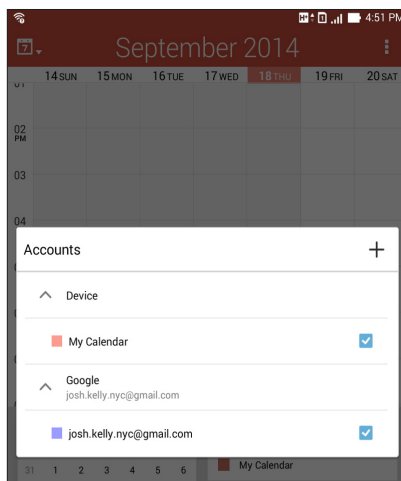 4:51 PM
7
September 2014
14 SUN 15 MON 16 TUE 17 WED 18 THU 19 FRI 20 SAT
02
PM
03
04
Accounts
Device
My Calendar
Google
josh.kelly.nyc@gmail.com
josh.kelly.nyc@gmail.com
31 1 2 3 4 5 6
My Calendar